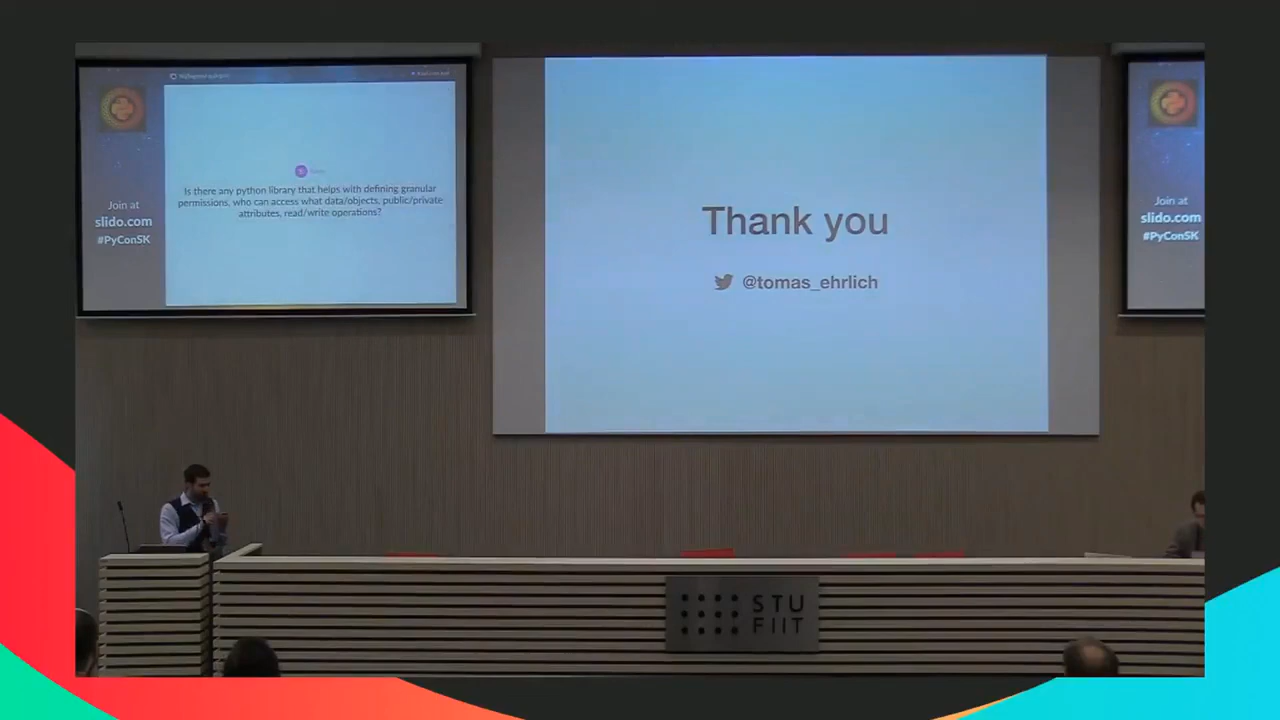 Join at
slido.com
#PyConSK
Is there any python library that helps with defining granular
permissions, who can access what data/objects, public/private
attributes, read/write operations?
Thank you
@tomas_ehrlich
Join at
slido.com
#PyConSK
STU
FIIT